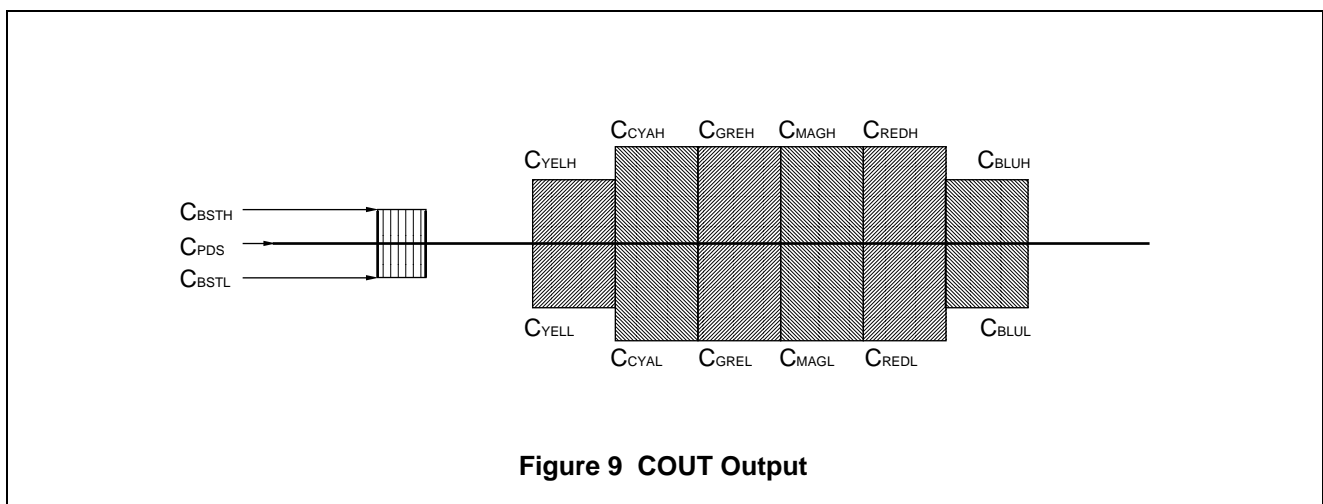 CCYAH CGREH CMAGH CREDH
CYELH CBLUH
CBSTH
CPDS
CBSTL
CYELL CBLUL
CCYAL CGREL CMAGL CREDL
Figure 9 COUT Output